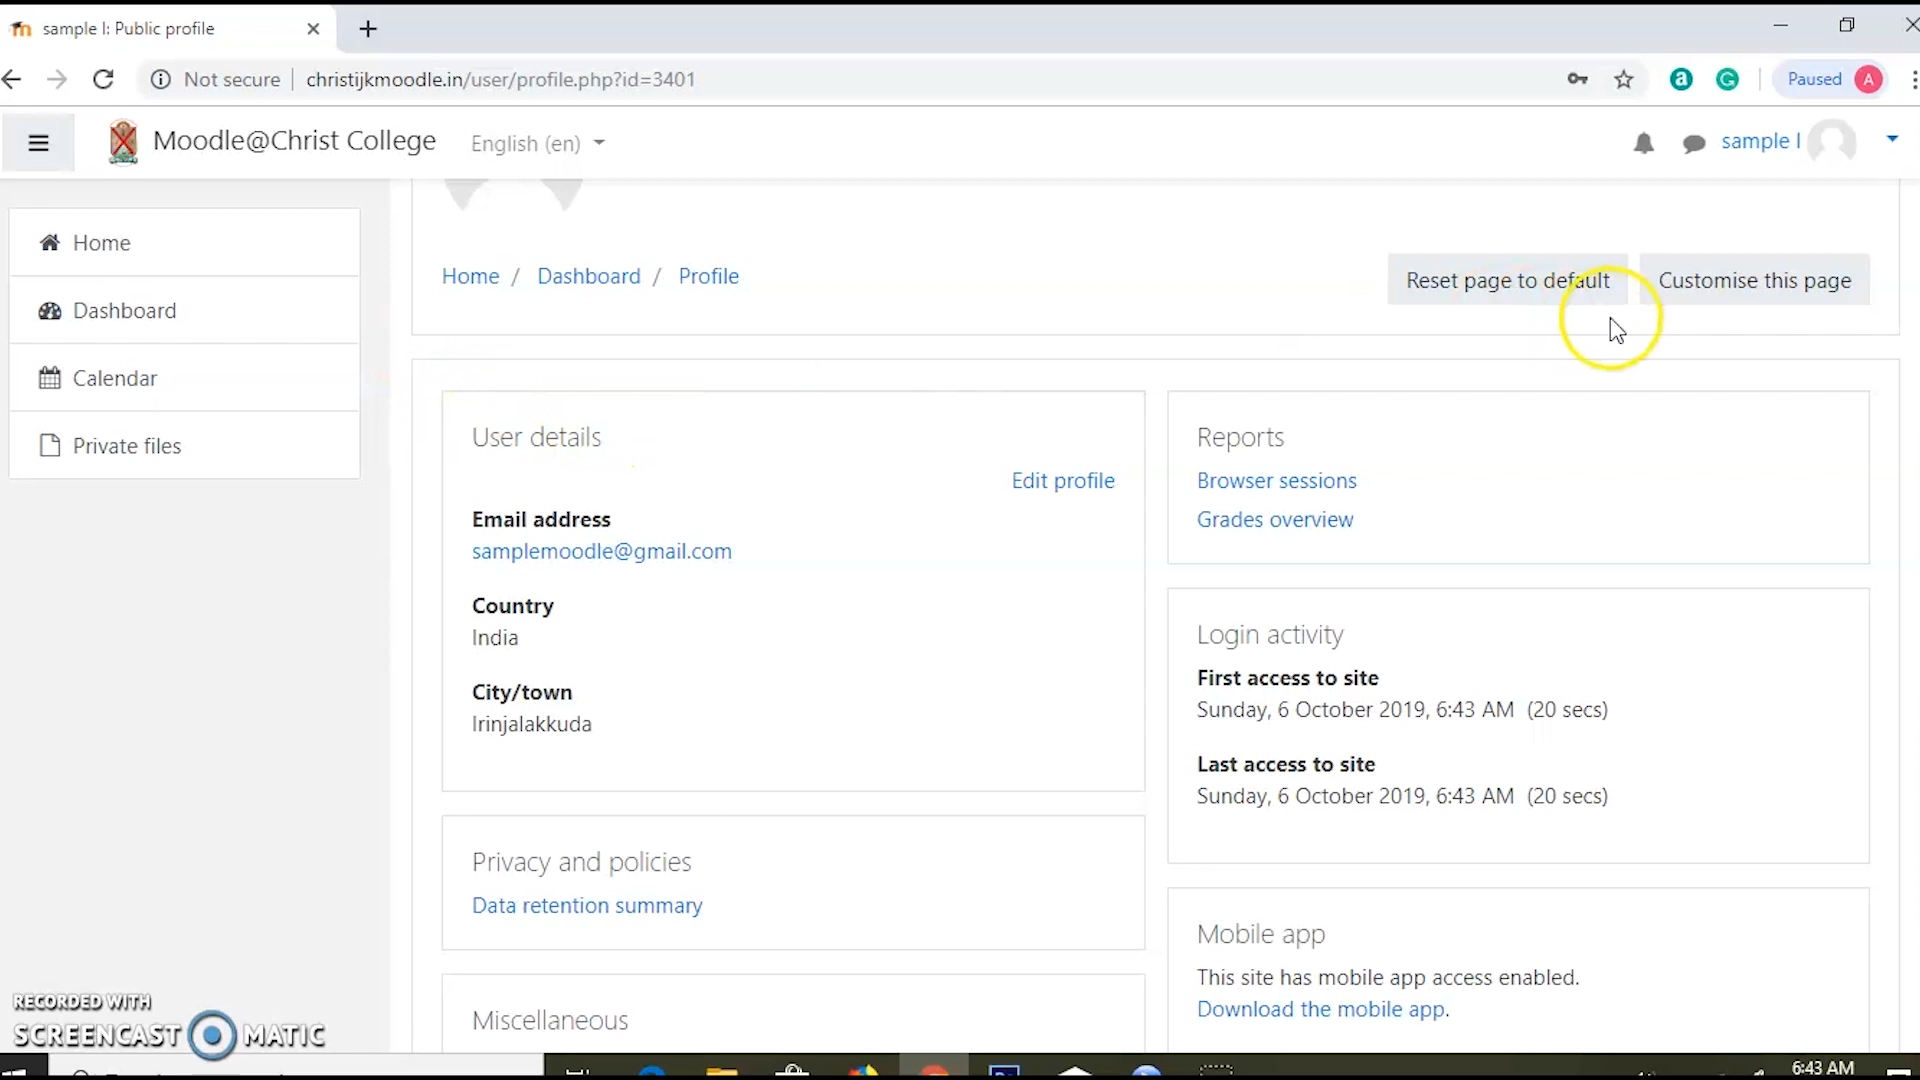 sample l: Public profile
Not secure
christijkmoodle.in/user/profile.php?id=3401
Paused
A
Moodle@Christ College
English (en)
sample l
Home
Dashboard
Calendar
Private files
Home / Dashboard / Profile
Reset page to default
Customise this page
User details
Edit profile
Email address
samplemoodle@gmail.com
Country
India
City/town
Irinjalakkuda
Privacy and policies
Data retention summary
Miscellaneous
Reports
Browser sessions
Grades overview
Login activity
First access to site
Sunday, 6 October 2019, 6:43 AM (20 secs)
Last access to site
Sunday, 6 October 2019, 6:43 AM (20 secs)
Mobile app
This site has mobile app access enabled.
Download the mobile app.
RECORDED WITH
SCREENCAST MATIC
6:43 AM